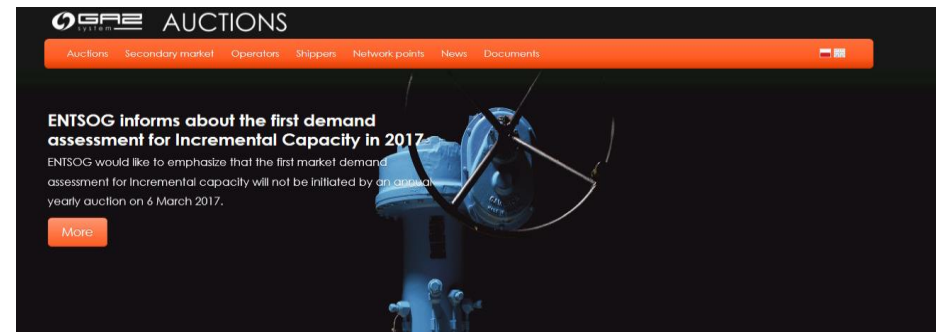 GAZ system AUCTIONS
Auctions Secondary market Operators Shippers Network points News Documents
ENTSOG informs about the first demand
assessment for Incremental Capacity in 2017
ENTSOG would like to emphasize that the first market demand
assessment for Incremental capacity will not be initiated by an annual
yearly auction on 6 March 2017.
More